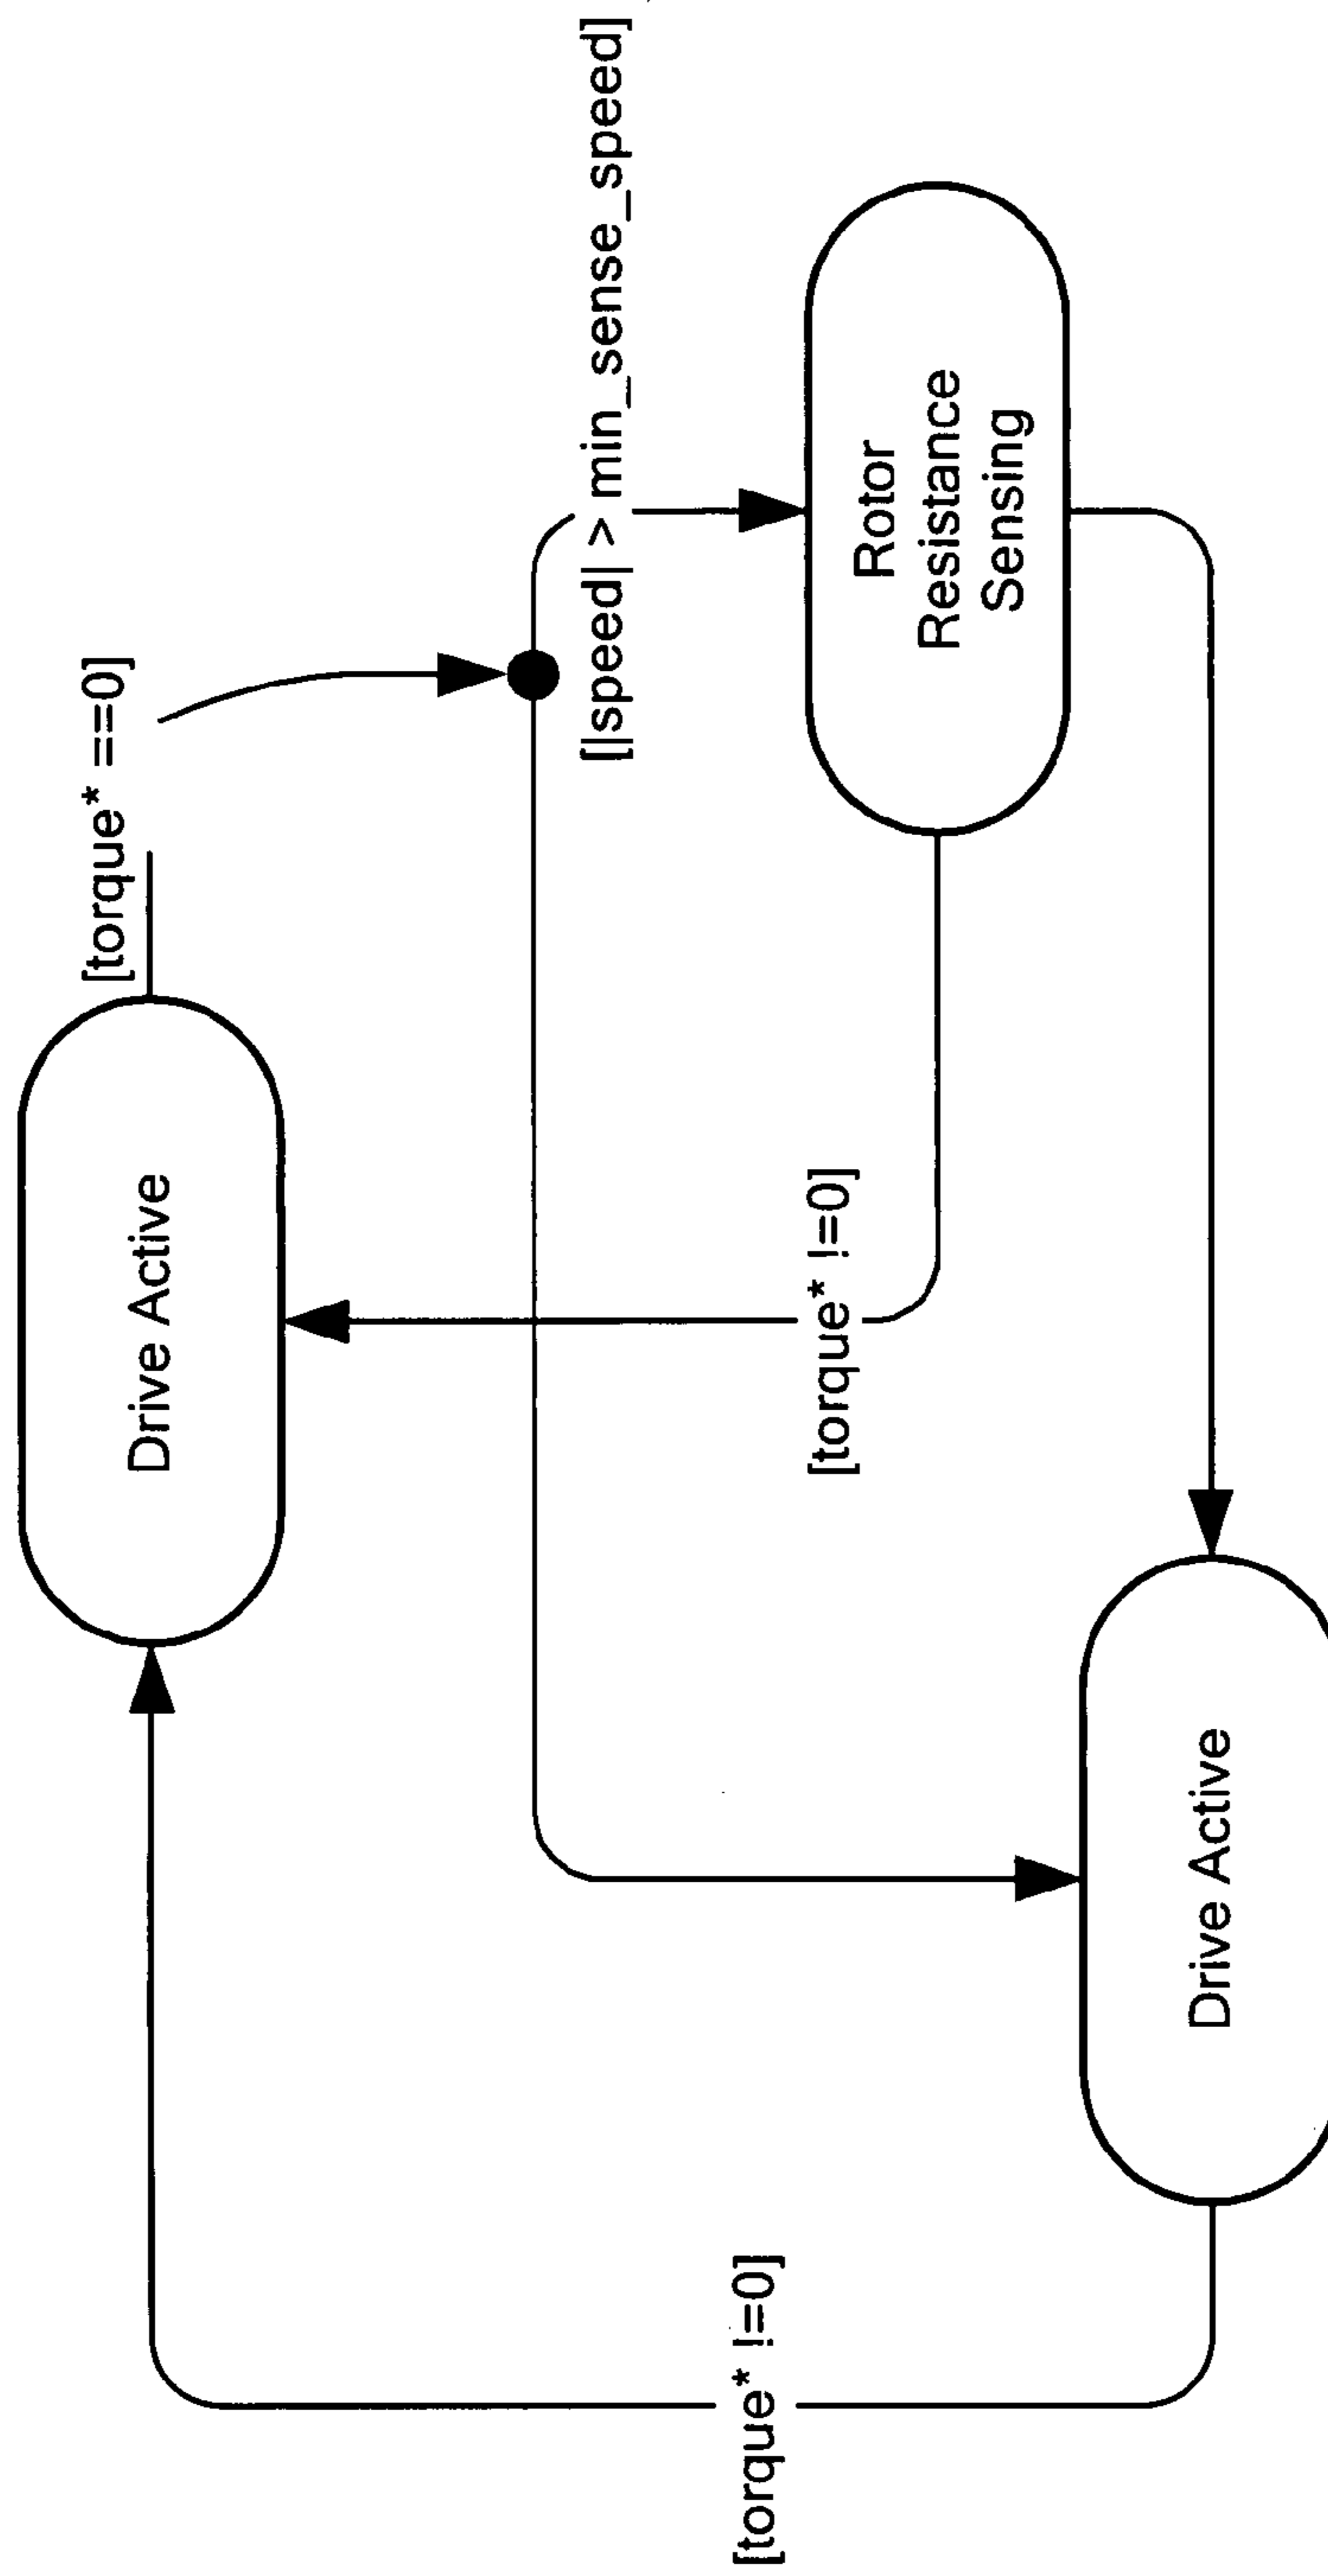 [torque* ==0]
Drive Active
[|speed| > min_sense_speed]
[torque* !=0]
Rotor
Resistance
Sensing
[torque* !=0]
Drive Active